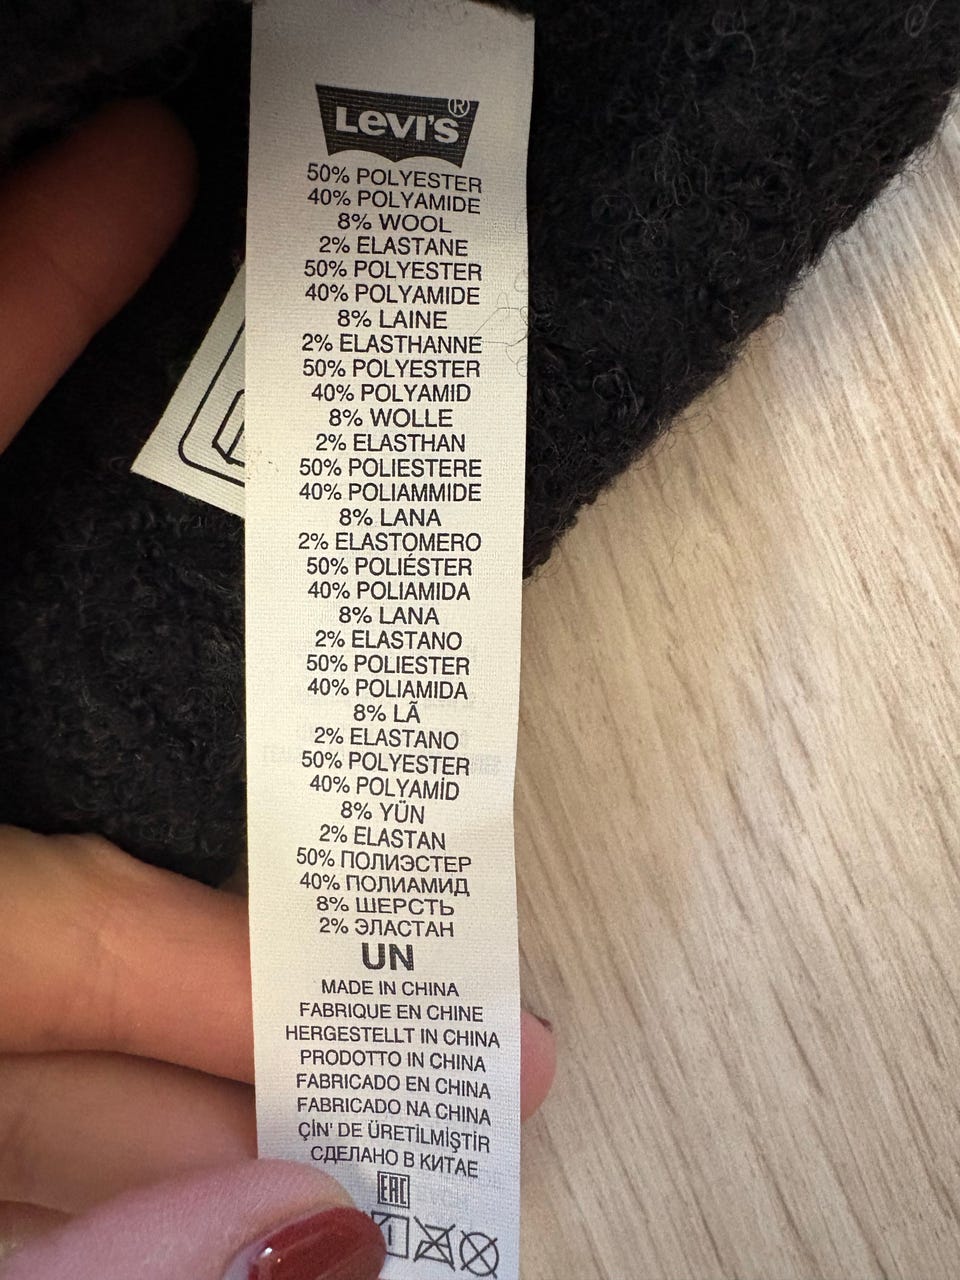 Levi's®
50% POLYESTER
40% POLYAMIDE
8% WOOL
2% ELASTANE
50% POLYESTER
40% POLYAMIDE
8% LAINE
2% ELASTHANNE
50% POLYESTER
40% POLYAMID
8% WOLLE
2% ELASTHAN
50% POLIESTERE
40% POLIAMMIDE
8% LANA
2% ELASTOMERO
50% POLIÉSTER
40% POLIAMIDA
8% LANA
2% ELASTANO
50% POLIESTER
40% POLIAMIDA
8% LÃ
2% ELASTANO
50% POLYESTER
40% POLYAMİD
8% YÜN
2% ELASTAN
50% ПОЛИЭСТЕР
40% ПОЛИАМИД
8% ШЕРСТЬ
2% ЭЛАСТАН
UN
MADE IN CHINA
FABRIQUE EN CHINE
HERGESTELLT IN CHINA
PRODOTTO IN CHINA
FABRICADO EN CHINA
FABRICADO NA CHINA
ÇİN' DE ÜRETİLMİŞTİR
СДЕЛАНО В КИТАЕ
EAC